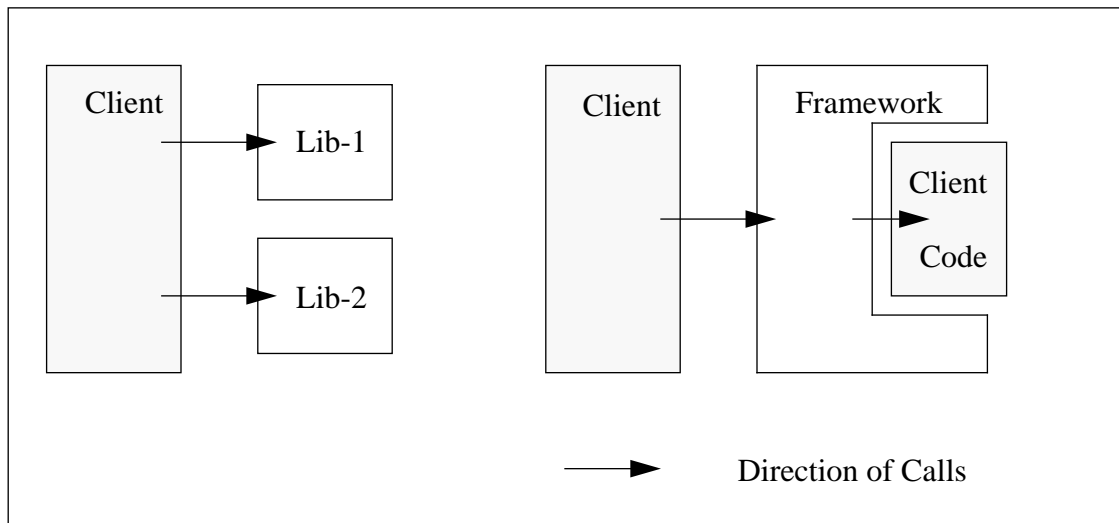 Client
Lib-1
Lib-2
Client
Framework
Client
Code
Direction of Calls